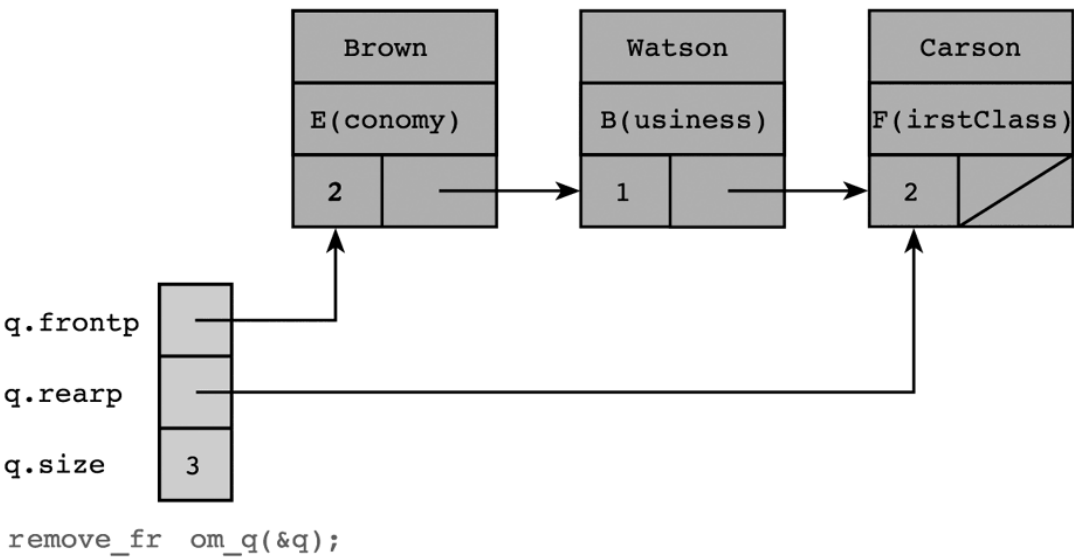 Brown Watson Carson
E(conomy) B(usiness) F(irstClass)
2 1 2
q.frontp
q.rearp
q.size 3
remove_fr om_q(&q);